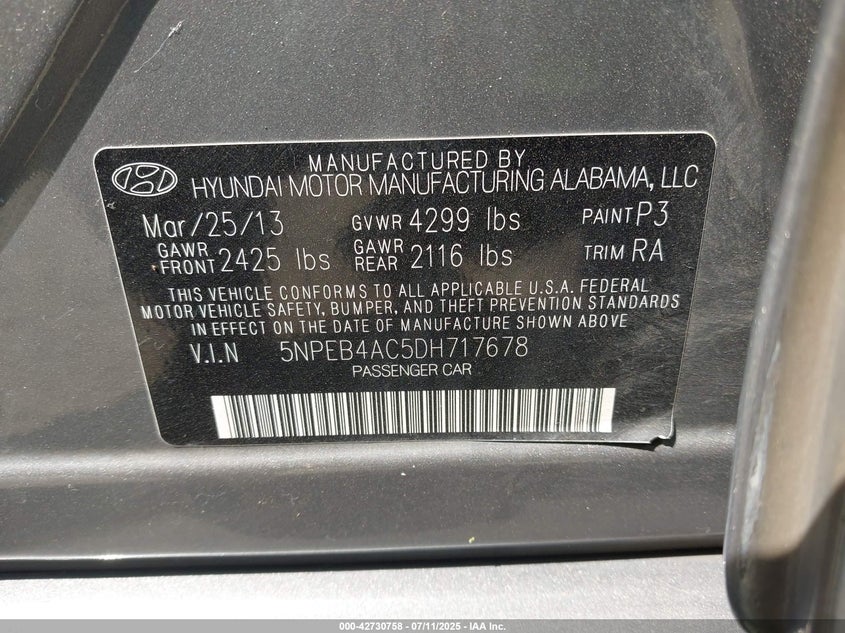 MANUFACTURED BY
HYUNDAI MOTOR MANUFACTURING ALABAMA, LLC
Mar/25/13 GVWR 4299 lbs PAINT P3
GAWR FRONT 2425 lbs GAWR REAR 2116 lbs TRIM RA
THIS VEHICLE CONFORMS TO ALL APPLICABLE U.S.A. FEDERAL
MOTOR VEHICLE SAFETY, BUMPER, AND THEFT PREVENTION STANDARDS
IN EFFECT ON THE DATE OF MANUFACTURE SHOWN ABOVE
V.I.N 5NPEB4AC5DH717678
PASSENGER CAR
A
000-42730758 - 07/11/2025 - IAA Inc.